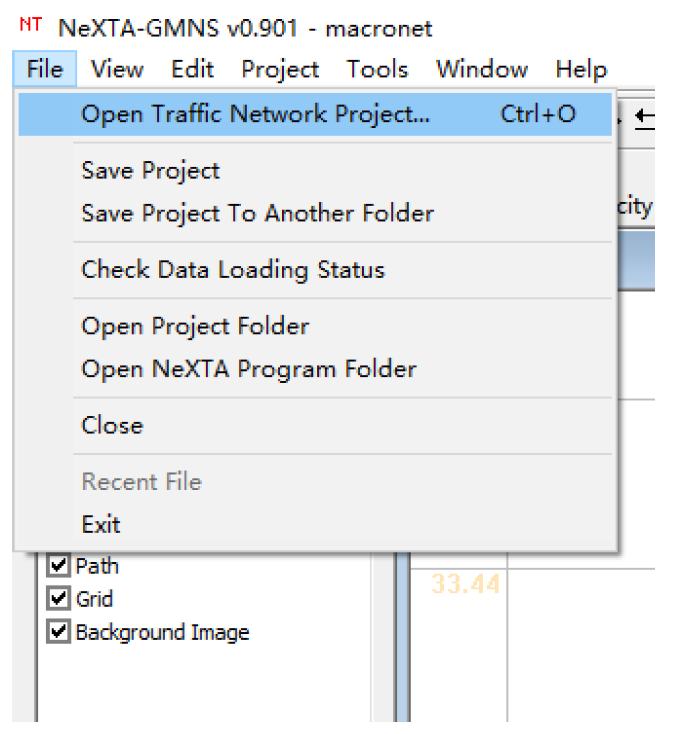 NT NeXTA-GMNS v0.901 - macronet
File View Edit Project Tools Window Help
Open Traffic Network Project... Ctrl+O
Save Project
Save Project To Another Folder
city
Check Data Loading Status
Open Project Folder
Open NeXTA Program Folder
Close
Recent File
Exit
Path
33.44
Grid
Background Image